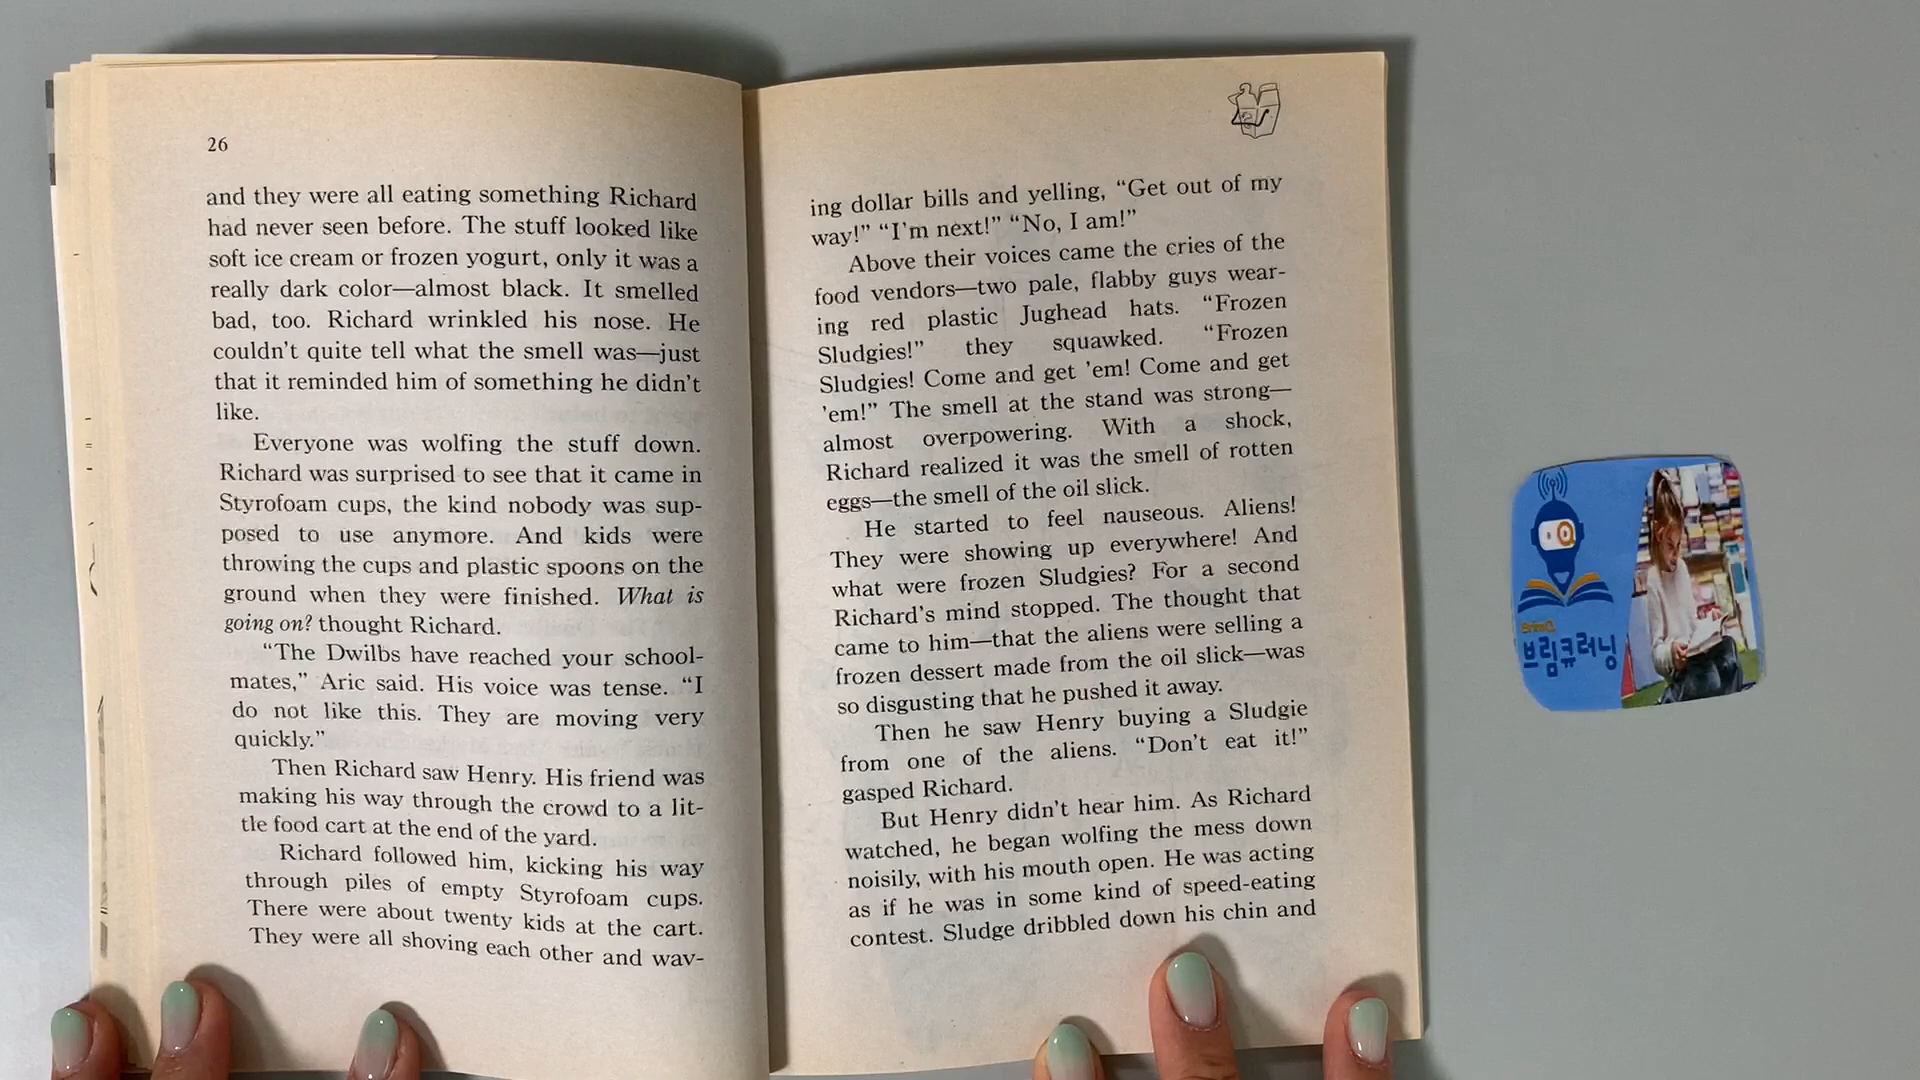 26
and they were all eating something Richard
had never seen before. The stuff looked like
soft ice cream or frozen yogurt, only it was a
really dark color—almost black. It smelled
bad, too. Richard wrinkled his nose. He
couldn't quite tell what the smell was—just
that it reminded him of something he didn't
like.
Everyone was wolfing the stuff down.
Richard was surprised to see that it came in
Styrofoam cups, the kind nobody was sup-
posed to use anymore. And kids were
throwing the cups and plastic spoons on the
ground when they were finished. What is
going on? thought Richard.
“The Dwilbs have reached your school-
mates,” Aric said. His voice was tense. “I
do not like this. They are moving very
quickly.”
Then Richard saw Henry. His friend was
making his way through the crowd to a lit-
tle food cart at the end of the yard.
Richard followed him, kicking his way
through piles of empty Styrofoam cups.
There were about twenty kids at the cart.
They were all shoving each other and wav-
ing dollar bills and yelling, “Get out of my
way!” “I'm next!” “No, I am!”
Above their voices came the cries of the
food vendors—two pale, flabby guys wear-
ing red plastic Jughead hats. “Frozen
Sludgies!” they squawked. “Frozen
Sludgies! Come and get 'em! Come and get
'em!” The smell at the stand was strong—
almost overpowering. With a shock,
Richard realized it was the smell of rotten
eggs—the smell of the oil slick.
He started to feel nauseous. Aliens!
They were showing up everywhere! And
what were frozen Sludgies? For a second
Richard's mind stopped. The thought that
came to him—that the aliens were selling a
frozen dessert made from the oil slick—was
so disgusting that he pushed it away.
Then he saw Henry buying a Sludgie
from one of the aliens. “Don't eat it!”
gasped Richard.
But Henry didn't hear him. As Richard
watched, he began wolfing the mess down
noisily, with his mouth open. He was acting
as if he was in some kind of speed-eating
contest. Sludge dribbled down his chin and
BrimQ
브림큐러닝